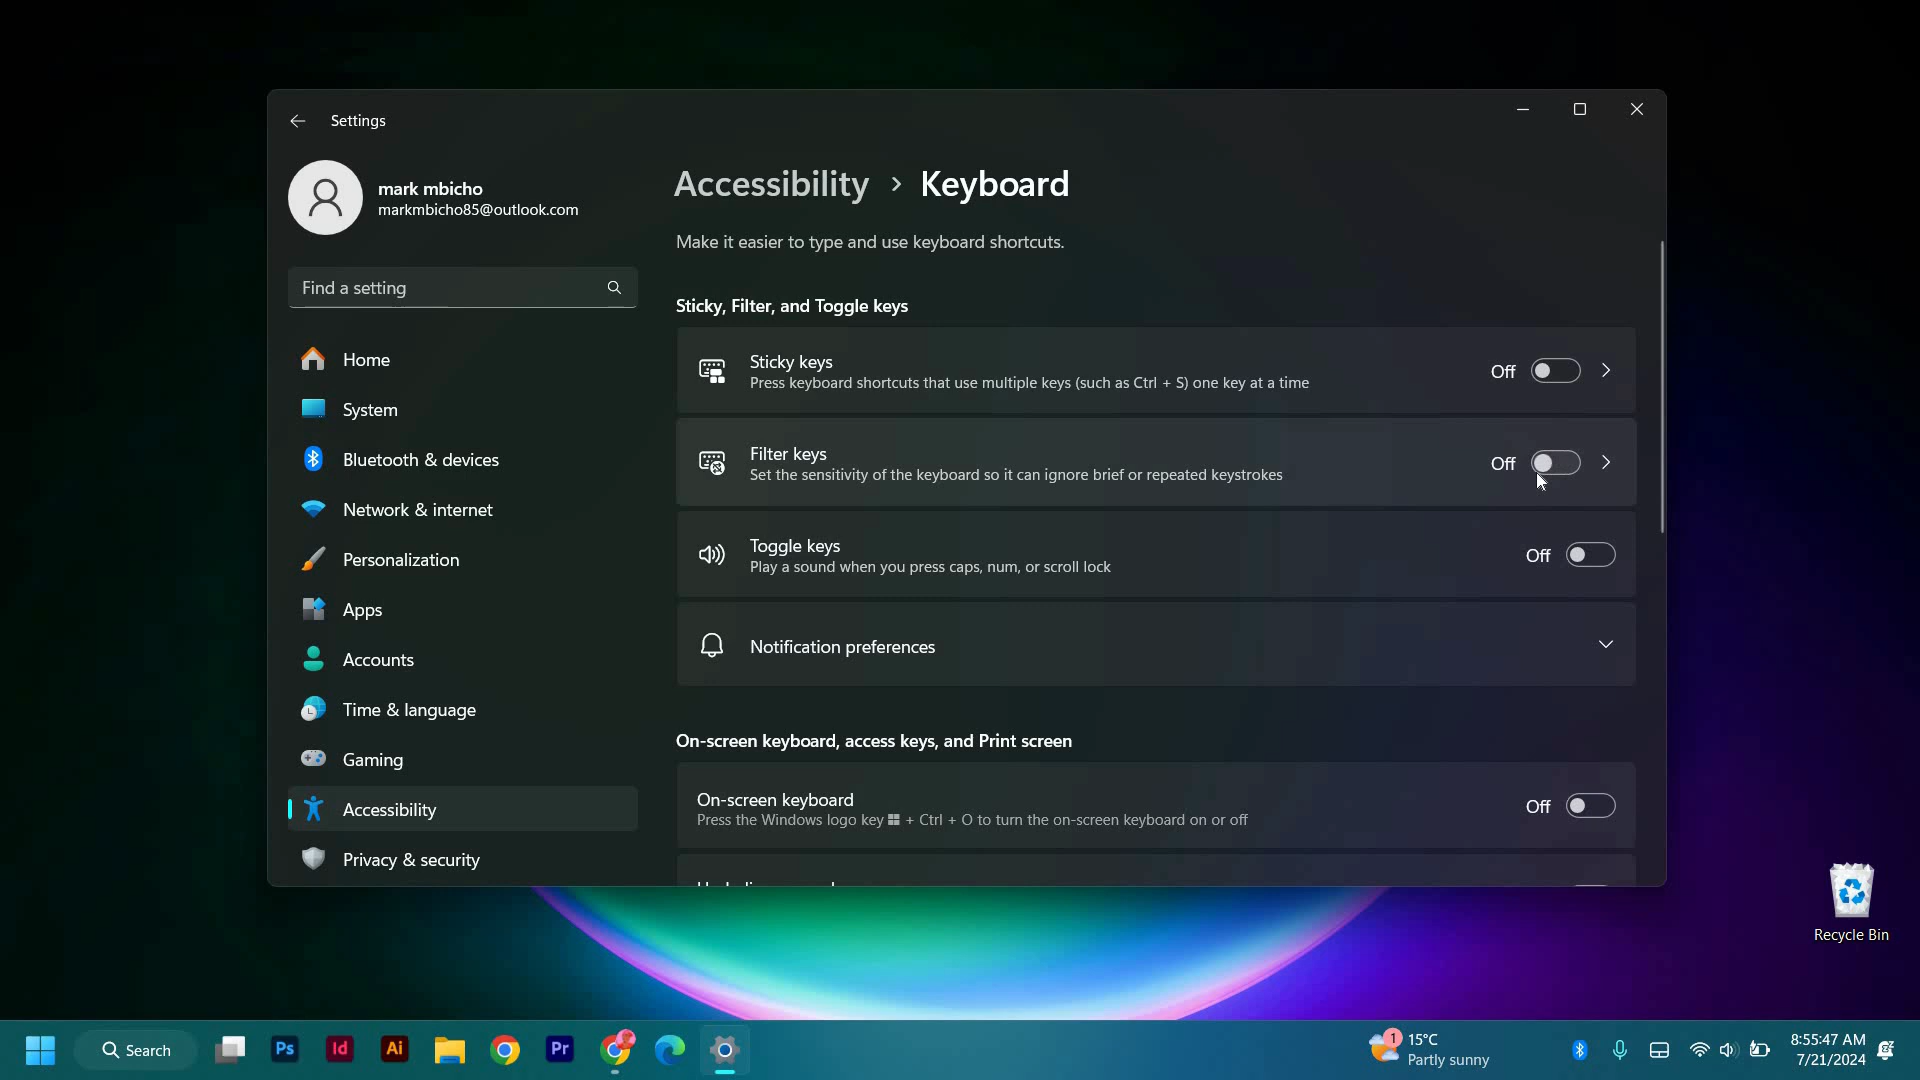 Settings
mark mbicho
markmbicho85@outlook.com
Find a setting
Home
System
Bluetooth & devices
Network & internet
Personalization
Apps
Accounts
Time & language
Gaming
Accessibility
Privacy & security
Accessibility > Keyboard
Make it easier to type and use keyboard shortcuts.
Sticky, Filter, and Toggle keys
Sticky keys
Press keyboard shortcuts that use multiple keys (such as Ctrl + S) one key at a time
Off
Filter keys
Set the sensitivity of the keyboard so it can ignore brief or repeated keystrokes
Off
Toggle keys
Play a sound when you press caps, num, or scroll lock
Off
Notification preferences
On-screen keyboard, access keys, and Print screen
On-screen keyboard
Press the Windows logo key + Ctrl + O to turn the on-screen keyboard on or off
Off
Recycle Bin
Search
Ps
Id
Ai
Pr
1
15°C
Partly sunny
8:55:47 AM
7/21/2024